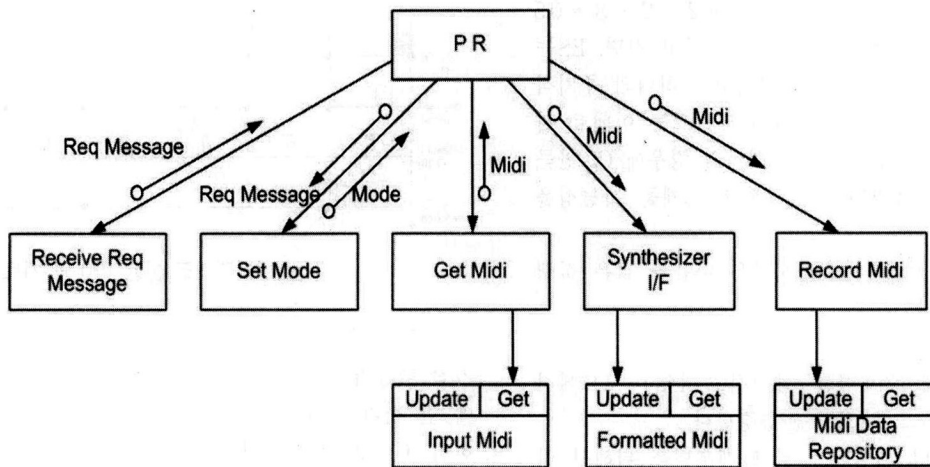 P R
Req Message
Req Message
Mode
Midi
Midi
Midi
Receive Req
Message
Set Mode
Get Midi
Synthesizer
I/F
Record Midi
Update
Get
Input Midi
Update
Get
Formatted Midi
Update
Get
Midi Data
Repository